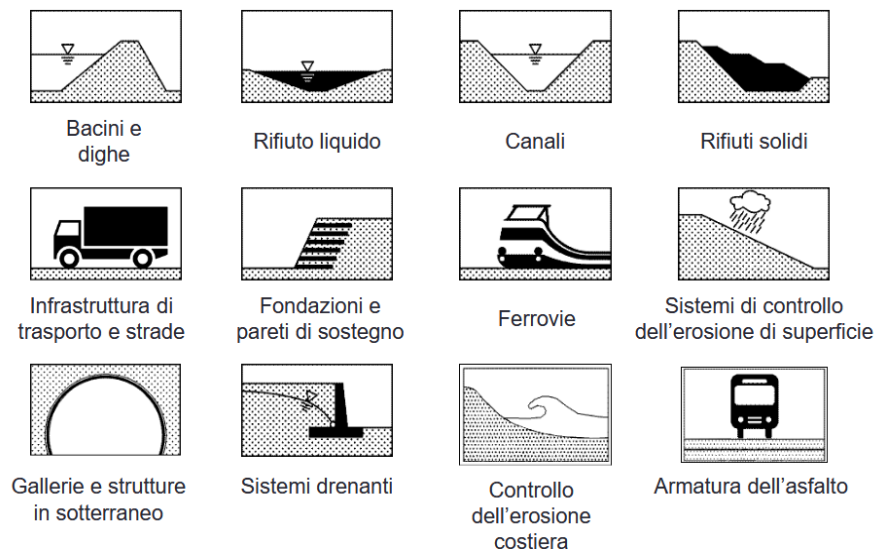 Bacini e
dighe
Rifiuto liquido
Canali
Rifiuti solidi
Infrastruttura di
trasporto e strade
Fondazioni e
pareti di sostegno
Ferrovie
Sistemi di controllo
dell'erosione di superficie
Gallerie e strutture
in sotterraneo
Sistemi drenanti
Controllo
dell'erosione
costiera
Armatura dell'asfalto